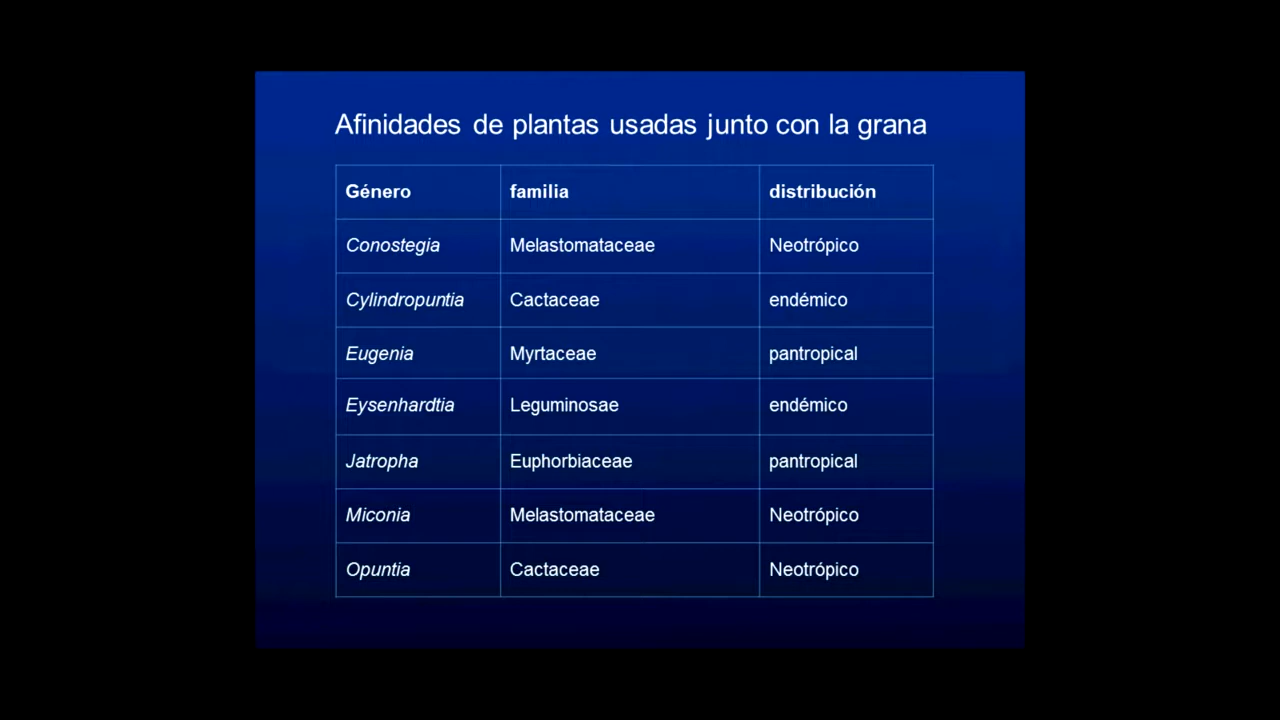 Afinidades de plantas usadas junto con la grana
Género familia distribución
Conostegia Melastomataceae Neotrópico
Cylindropuntia Cactaceae endémico
Eugenia Myrtaceae pantropical
Eysenhardtia Leguminosae endémico
Jatropha Euphorbiaceae pantropical
Miconia Melastomataceae Neotrópico
Opuntia Cactaceae Neotrópico